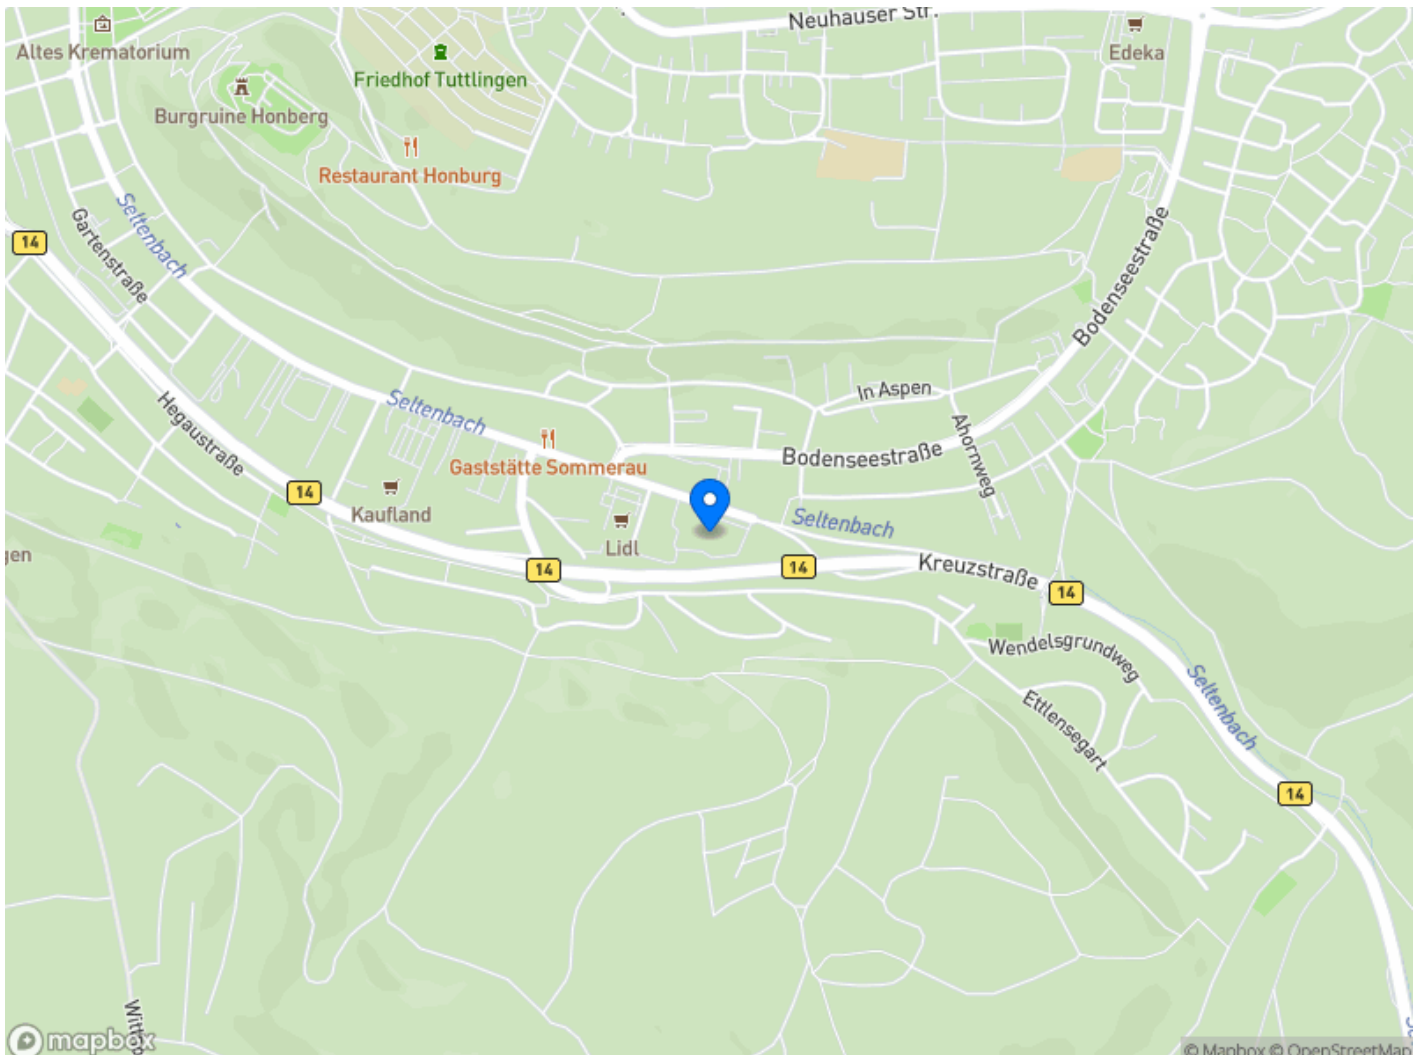 Neuhauser Str.
Altes Krematorium
Edeka
Friedhof Tuttlingen
Burgruine Honberg
Restaurant Honburg
Seltenbach
Gartenstraße
14
Bodenseestraße
In Aspen
Seltenbach
Hegaustraße
Ahornweg
Gaststätte Sommerau
Bodenseestraße
14
Kaufland
Seltenbach
Lidl
gen
14
14
Kreuzstraße
14
Wendelsgrundweg
Seltenbach
Ettlensegart
14
mapbox
© Mapbox © OpenStreetMap